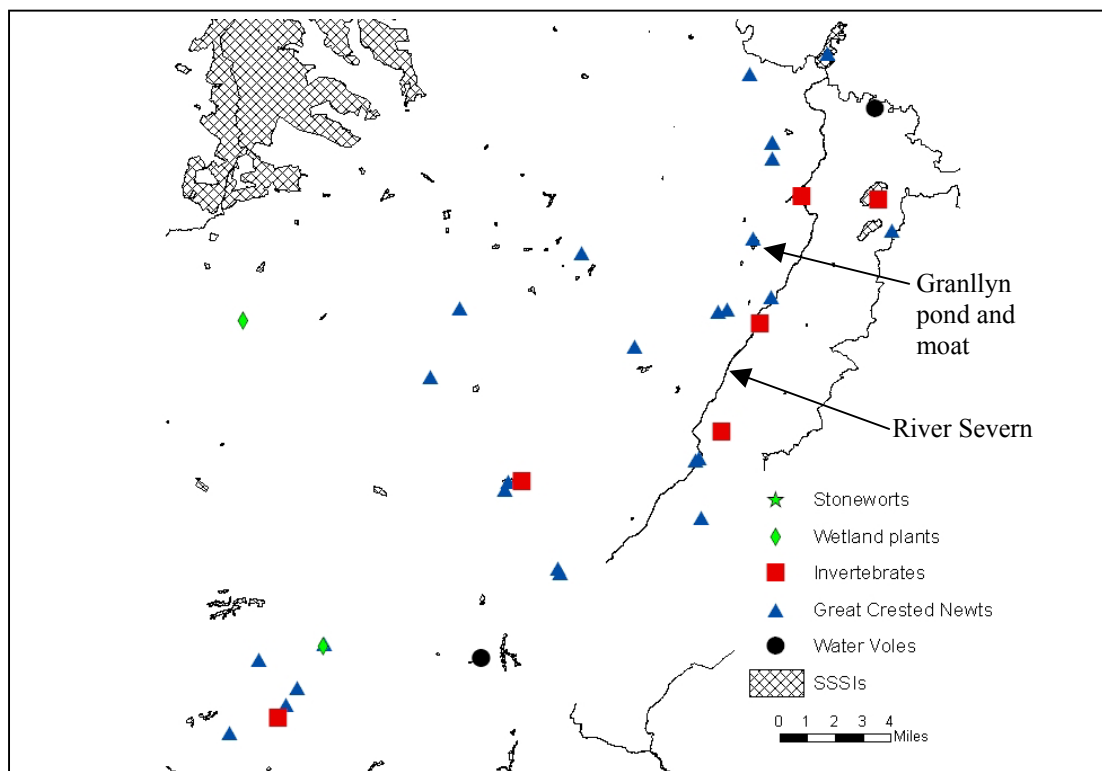 Granllyn
pond and
moat
River Severn
Stoneworts
Wetland plants
Invertebrates
Great Crested Newts
Water Voles
SSSIs
0 1 2 3 4
Miles